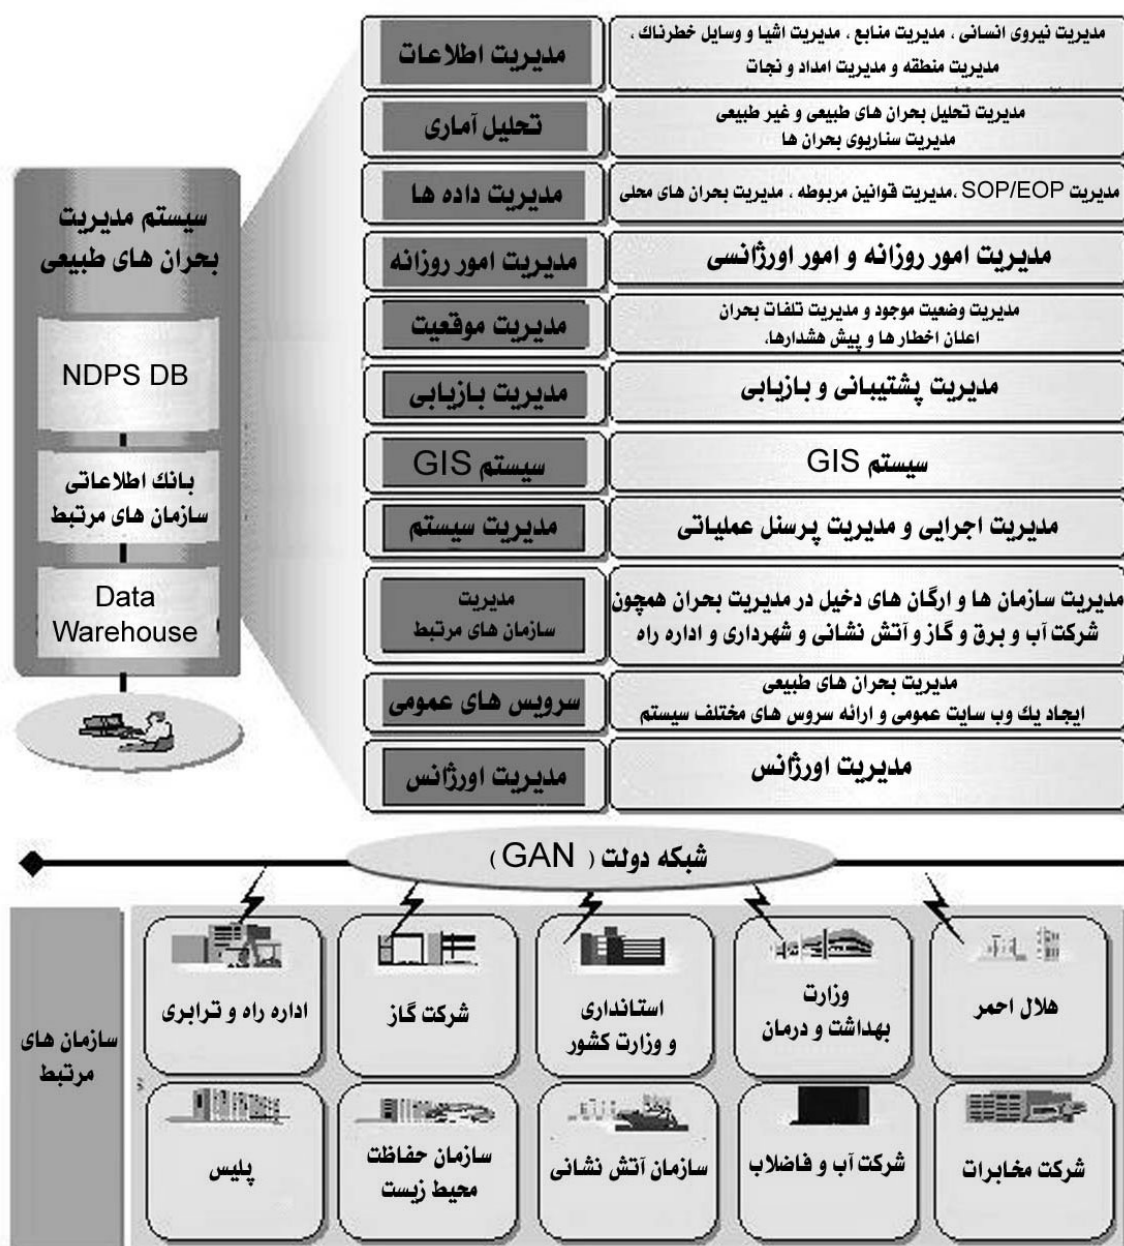 مدیریت اطلاعات
مدیریت نیروی انسانی ، مدیریت منابع ، مدیریت اشیا و وسایل خطرناك ،
مدیریت منطقه و مدیریت امداد و نجات
تحلیل آماری
مدیریت تحلیل بحران های طبیعی و غیر طبیعی
مدیریت سناریوی بحران ها
مدیریت داده ها
مدیریت SOP/EOP ،مدیریت قوانین مربوطه ، مدیریت بحران های محلی
مدیریت امور روزانه
مدیریت امور روزانه و امور اورژانسی
مدیریت موقعیت
مدیریت وضعیت موجود و مدیریت تلفات بحران
اعلان اخطار ها و پیش هشدارها،
مدیریت بازیابی
مدیریت پشتیبانی و بازیابی
سیستم GIS
سیستم GIS
مدیریت سیستم
مدیریت اجرایی و مدیریت پرسنل عملیاتی
مدیریت
سازمان های مرتبط
مدیریت سازمان ها و ارگان های دخیل در مدیریت بحران همچون
شرکت آب و برق و گاز و آتش نشانی و شهرداری و اداره راه
سرویس های عمومی
مدیریت بحران های طبیعی
ایجاد یك وب سایت عمومی و ارائه سروس های مختلف سیستم
مدیریت اورژانس
مدیریت اورژانس
سیستم مدیریت
بحران های طبیعی
NDPS DB
بانك اطلاعاتی
سازمان های مرتبط
Data
Warehouse
شبکه دولت ( GAN )
سازمان های
مرتبط
هلال احمر
وزارت
بهداشت و درمان
استانداری
و وزارت کشور
شرکت گاز
اداره راه و ترابری
شرکت مخابرات
شرکت آب و فاضلاب
سازمان آتش نشانی
سازمان حفاظت
محیط زیست
پلیس